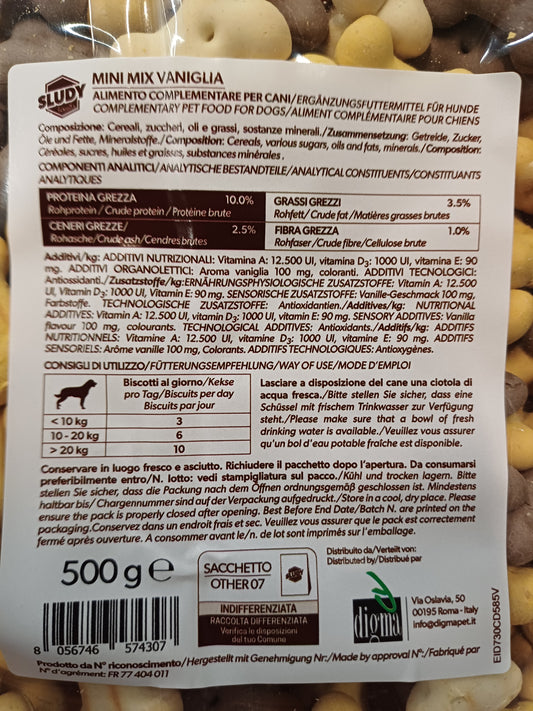 SLUDY
MINI MIX VANIGLIA
ALIMENTO COMPLEMENTARE PER CANI/ERGÄNZUNGSFUTTERMITTEL FÜR HUNDE
COMPLEMENTARY PET FOOD FOR DOGS/ALIMENT COMPLÉMENTAIRE POUR CHIENS
Composizione: Cereali, zuccheri, oli e grassi, sostanze minerali./Zusammensetzung: Getreide, Zucker,
Öle und Fette, Mineralstoffe./Composition: Cereals, various sugars, oils and fats, minerals./Composition:
Céréales, sucres, huiles et graisses, substances minérales.
COMPONENTI ANALITICI/ANALYTISCHE BESTANDTEILE/ANALYTICAL CONSTITUENTS/CONSTITUANTS
ANALYTIQUES
PROTEINA GREZZA 10.0%
Rohprotein/Crude protein/Protéine brute
GRASSI GREZZI 3.5%
Rohfett/Crude fat/Matières grasses brutes
CENERI GREZZE/ 2.5%
Rohasche/Crude ash/Cendres brutes
FIBRA GREZZA 1.0%
Rohfaser/Crude fibre/Cellulose brute
Additivi/kg: ADDITIVI NUTRIZIONALI: Vitamina A: 12.500 UI, vitamina D3: 1000 UI, vitamina E: 90
mg. ADDITIVI ORGANOLETTICI: Aroma vaniglia 100 mg, coloranti. ADDITIVI TECNOLOGICI:
Antiossidanti./Zusatzstoffe/kg:ERNÄHRUNGSPHYSIOLOGISCHE ZUSATZSTOFFE: Vitamin A: 12.500
UI, Vitamin D3: 1000 UI, Vitamin E: 90 mg. SENSORISCHE ZUSATZSTOFFE: Vanille-Geschmack 100 mg,
Farbstoffe. TECHNOLOGISCHE ZUSATZSTOFFE: Antioxidantien./Additives/kg: NUTRITIONAL
ADDITIVES: Vitamin A: 12.500 UI, vitamin D3: 1000 UI, vitamin E: 90 mg. SENSORY ADDITIVES: Vanilla
flavour 100 mg, colourants. TECHNOLOGICAL ADDITIVES: Antioxidants./Additifs/kg: ADDITIFS
NUTRITIONNELS: Vitamine A: 12.500 UI, vitamine D3: 1000 UI, vitamine E: 90 mg. ADDITIFS
SENSORIELS: Arôme vanille 100 mg, Colorants. ADDITIFS TECHNOLOGIQUES: Antioxygènes.
CONSIGLI DI UTILIZZO/FÜTTERUNGSEMPFEHLUNG/WAY OF USE/MODE D'EMPLOI
Biscotti al giorno/Kekse
pro Tag/Biscuits per day
Biscuits par jour
< 10 kg 3
10 - 20 kg 6
> 20 kg 10
Lasciare a disposizione del cane una ciotola di
acqua fresca./Bitte stellen Sie sicher, dass eine
Schüssel mit frischem Trinkwasser zur Verfügung
steht./Please make sure that a bowl of fresh
drinking water is available./Veuillez vous assurer
qu'un bol d'eau potable fraîche est disponible.
Conservare in luogo fresco e asciutto. Richiudere il pacchetto dopo l'apertura. Da consumarsi
preferibilmente entro/N. lotto: vedi stampigliatura sul pacco./Kühl und trocken lagern. Bitte
stellen Sie sicher, dass die Packung nach dem Öffnen ordnungsgemäß geschlossen ist. Mindestens
haltbar bis/ Chargennummer sind auf der Verpackung aufgedruckt./Store in a cool, dry place. Please
ensure the pack is properly closed after opening. Best Before End Date/Batch N. are printed on the
packaging.Conservez dans un endroit frais et sec. Veuillez vous assurer que le pack est correctement
fermé après ouverture. A consommer avant le/n. de lot sont imprimés sur l'emballage.
500 g e
SACCHETTO
OTHER 07
SLUDY
INDIFFERENZIATA
RACCOLTA DIFFERENZIATA
Verifica le disposizioni
del tuo Comune
Distribuito da/Verteilt von:
Distributed by/Distribué par
digma
Via Oslavia, 50
00195 Roma - Italy
info@digmapet.it
EID730CD585V
8 056746 574307
Prodotto da N° riconoscimento/Hergestellt mit Genehmigung Nr:/Made by approval N°:/Fabriqué par
N° d'agrément: FR 77 404 011